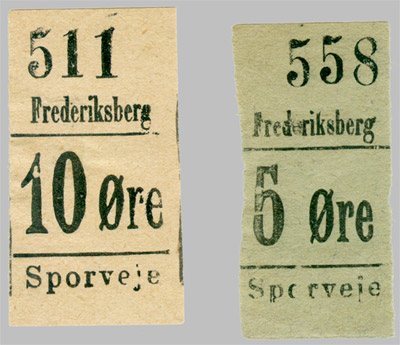 511
Frederiksberg
10 Øre
Sporveje
558
Frederiksberg
5 Øre
Sporveje